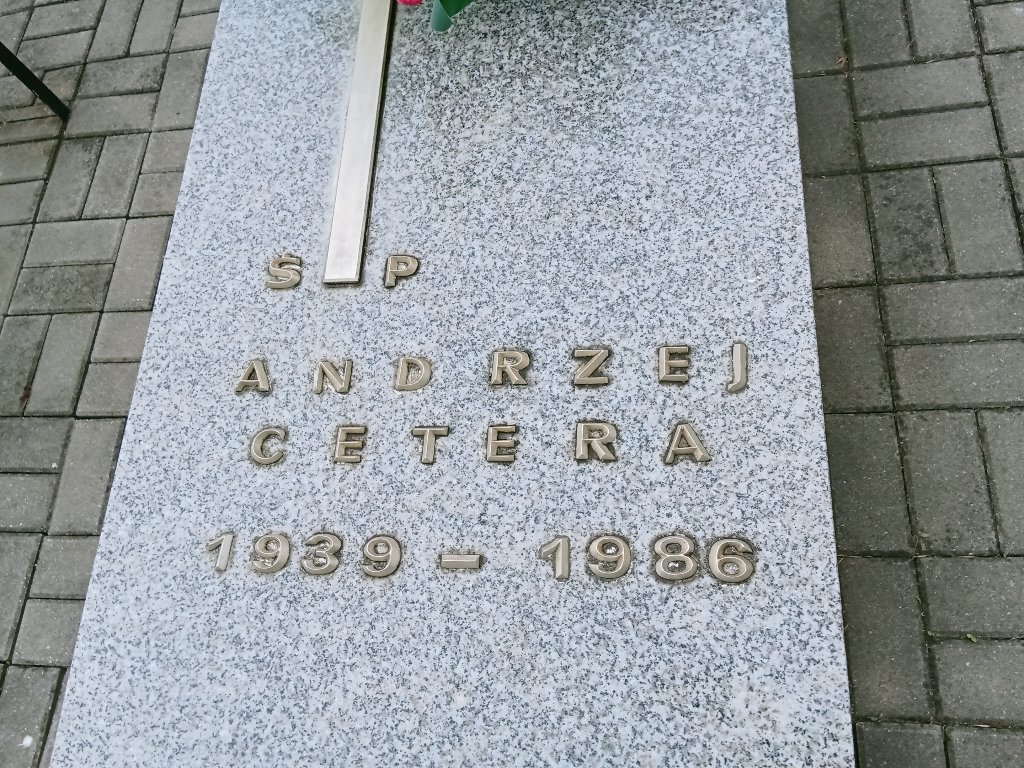 Ś P
ANDRZEJ
CETERA
1939 – 1986